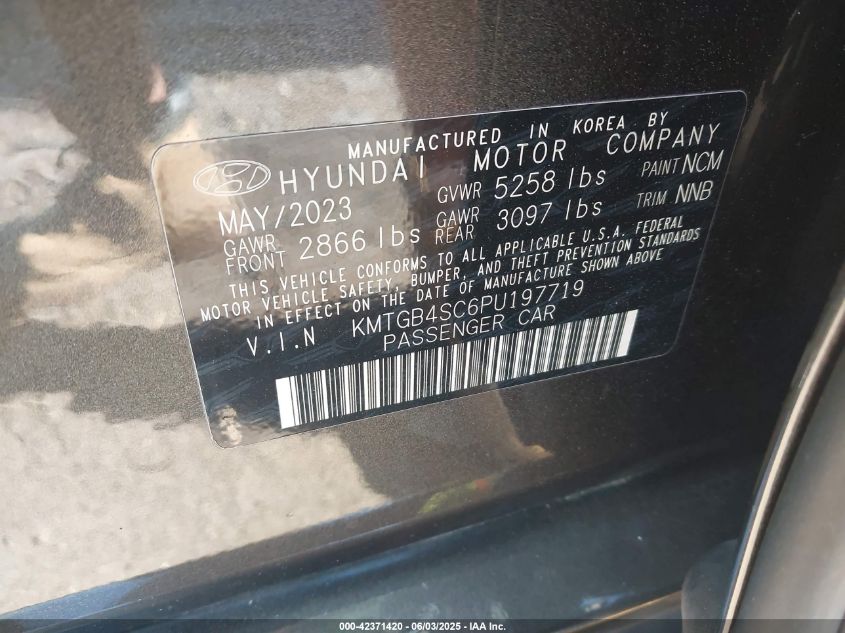 MANUFACTURED IN KOREA BY
HYUNDAI MOTOR COMPANY
MAY/2023 GVWR 5258 lbs PAINT NCM
GAWR FRONT 2866 lbs GAWR REAR 3097 lbs TRIM NNB
THIS VEHICLE CONFORMS TO ALL APPLICABLE U.S.A. FEDERAL
MOTOR VEHICLE SAFETY, BUMPER, AND THEFT PREVENTION STANDARDS
IN EFFECT ON THE DATE OF MANUFACTURE SHOWN ABOVE
V.I.N KMTGB4SC6PU197719
PASSENGER CAR
000-42371420 - 06/03/2025 - IAA Inc.